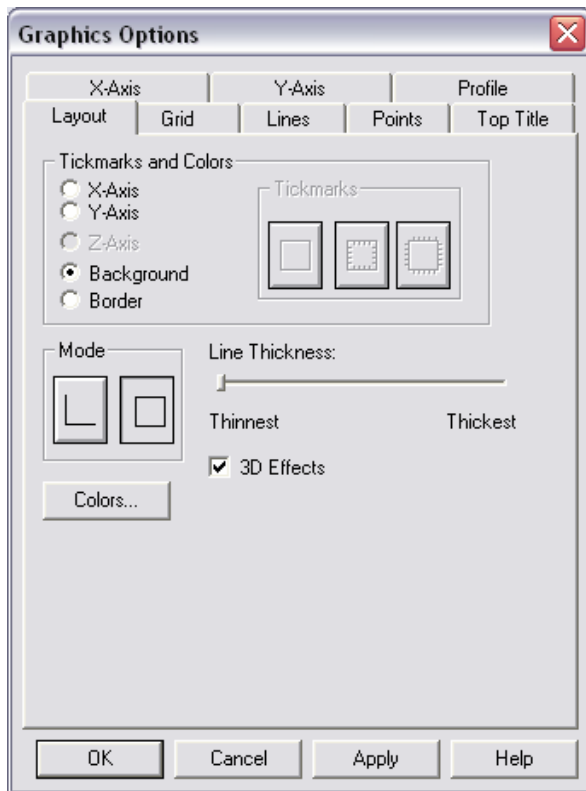 Graphics Options
X-Axis Y-Axis Profile
Layout Grid Lines Points Top Title
Tickmarks and Colors
X-Axis
Y-Axis
Z-Axis
Background
Border
Tickmarks
Mode
Line Thickness:
Thinnest Thickest
3D Effects
Colors...
OK Cancel Apply Help